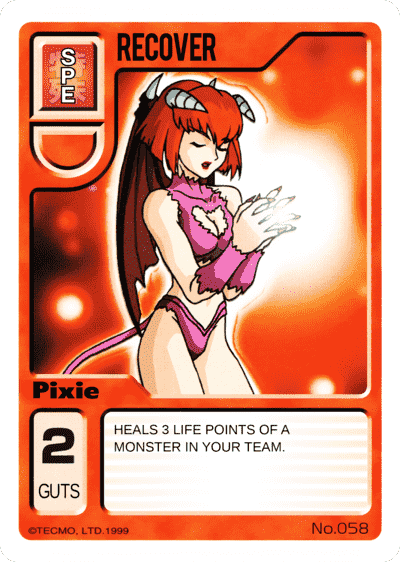 SPE
RECOVER
Pixie
2
GUTS
HEALS 3 LIFE POINTS OF A
MONSTER IN YOUR TEAM.
©TECMO, LTD.1999
No.058